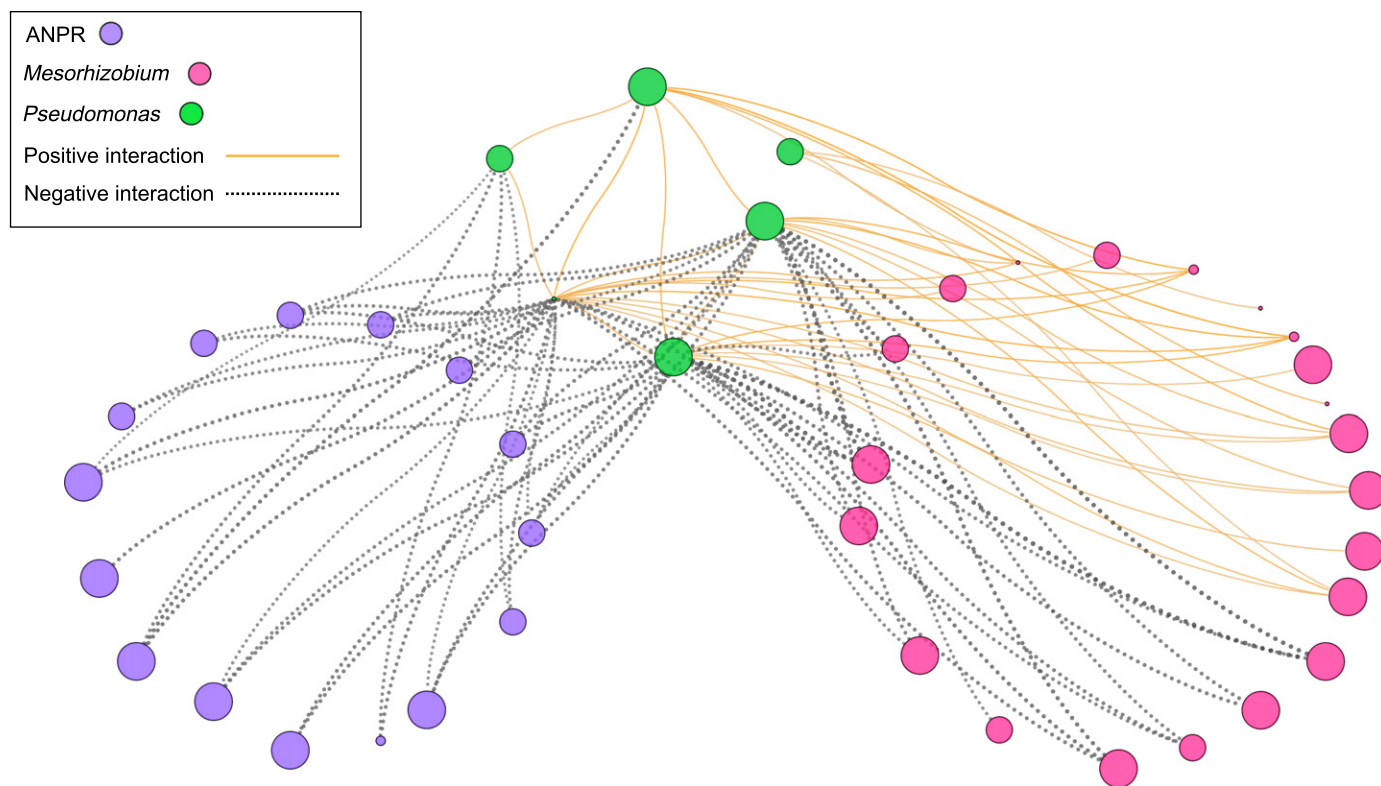 ANPR
Mesorhizobium
Pseudomonas
Positive interaction
Negative interaction